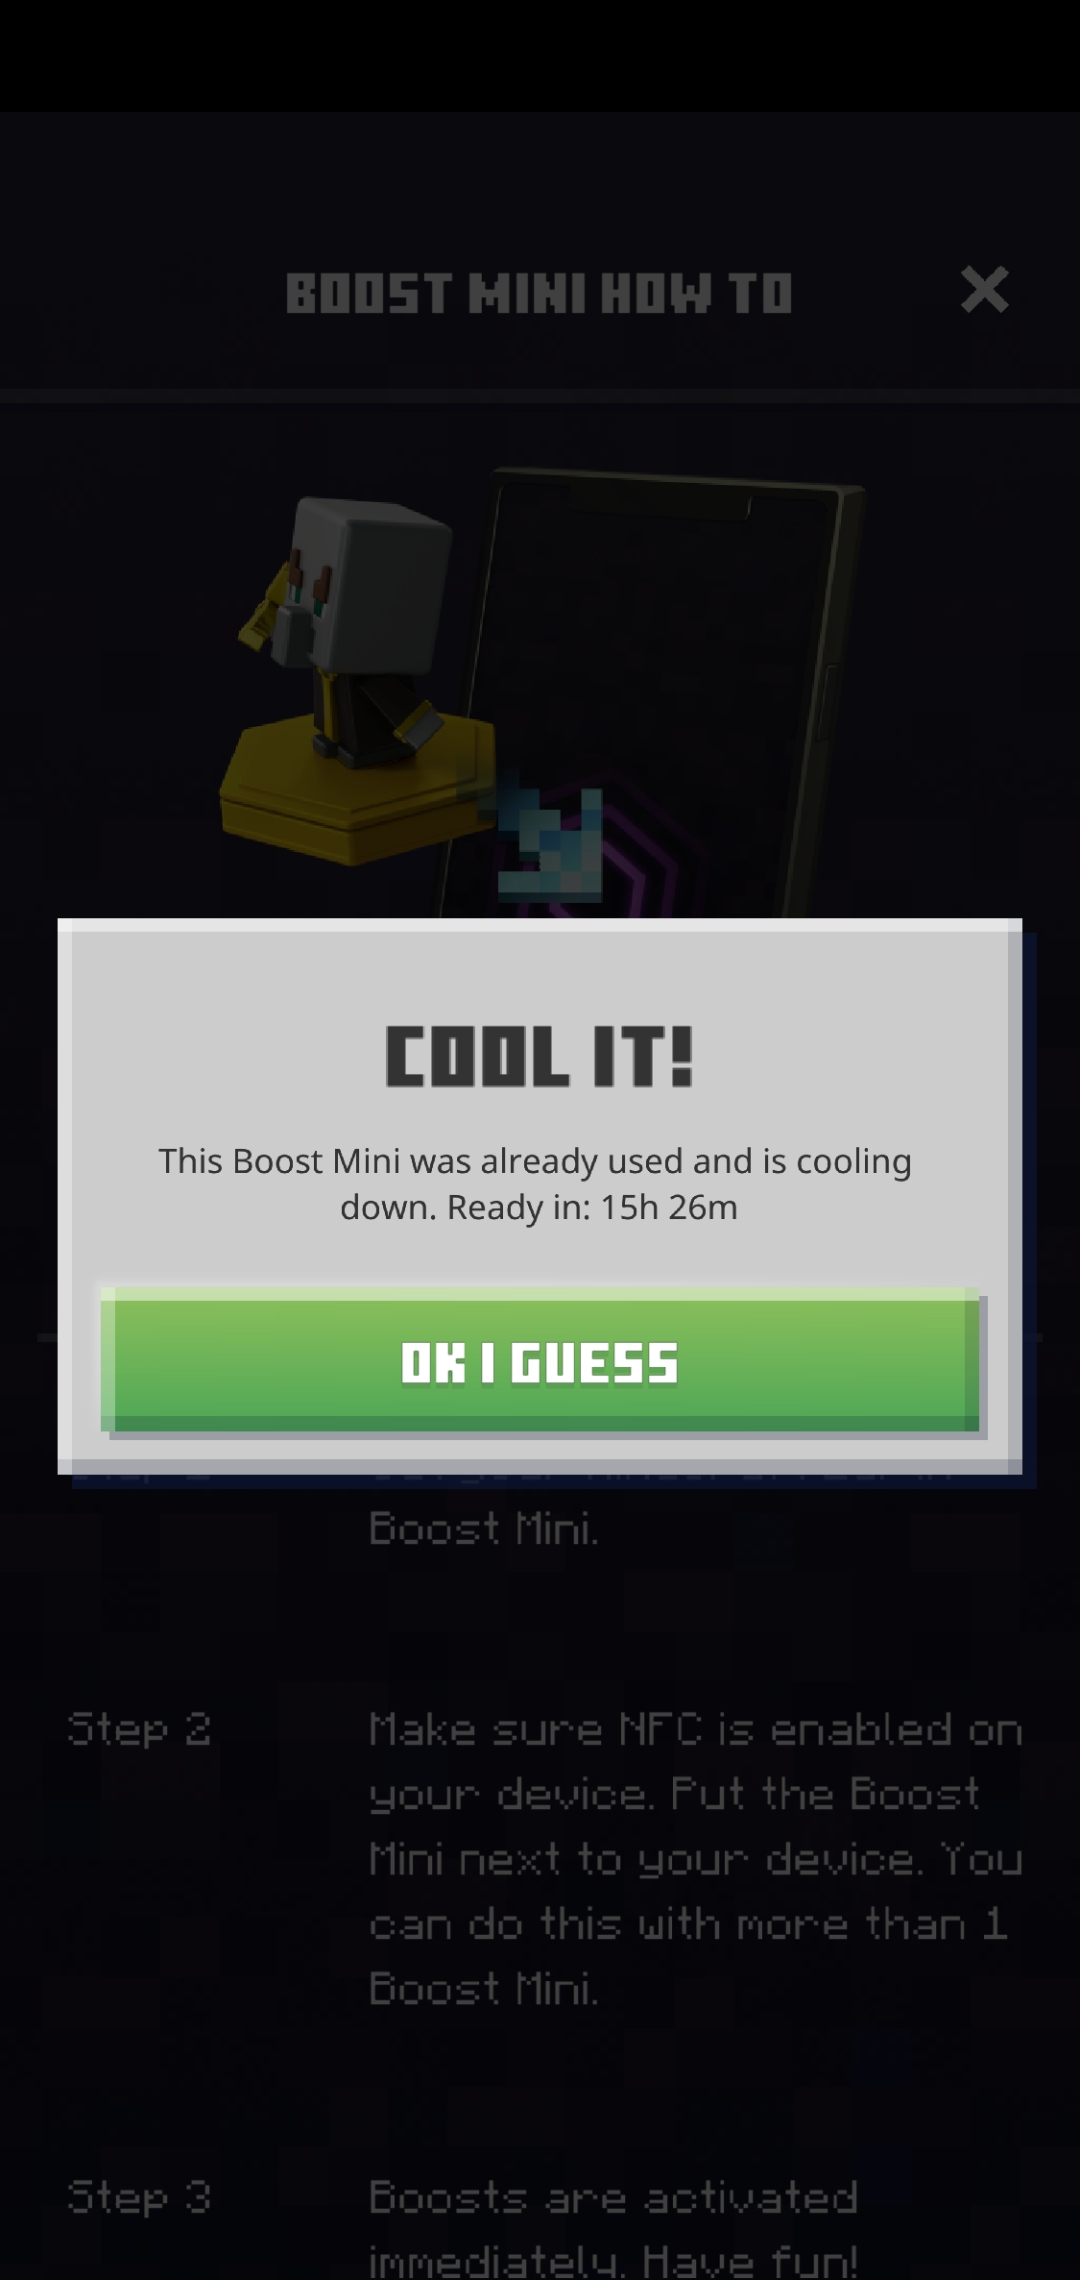 BOOST MINI HOW TO
COOL IT!
This Boost Mini was already used and is cooling
down. Ready in: 15h 26m
OK I GUESS
Boost Mini.
Step 2
Make sure NFC is enabled on
your device. Put the Boost
Mini next to your device. You
can do this with more than 1
Boost Mini.
Step 3
Boosts are activated
immediately. Have fun!